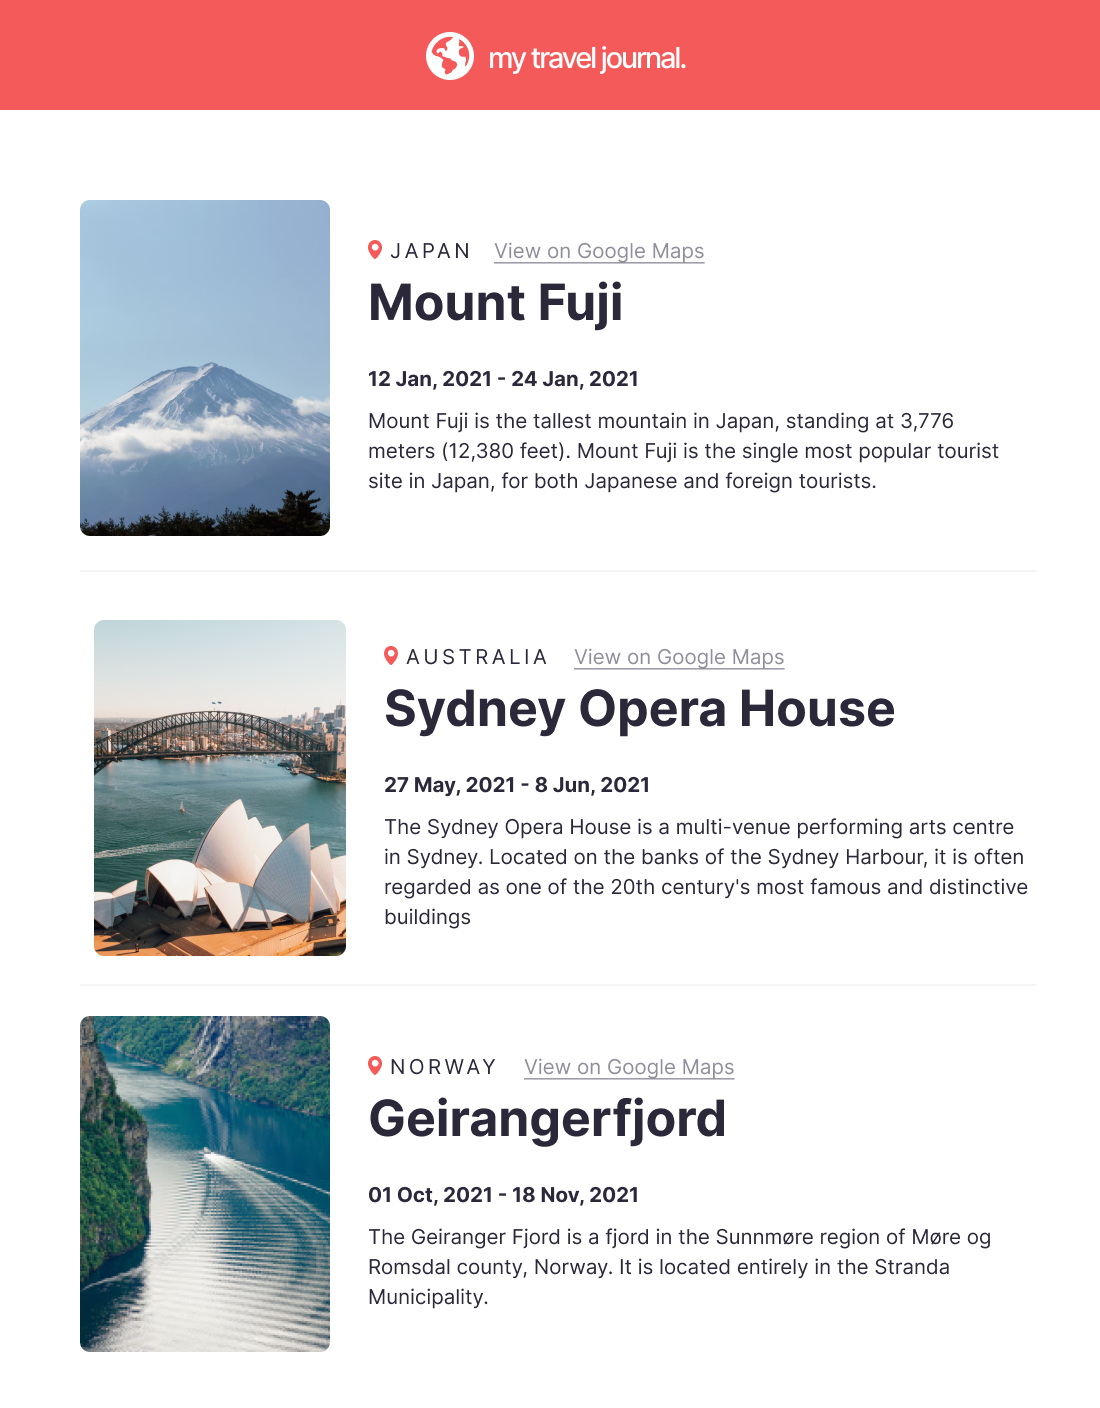 my travel journal.
JAPAN View on Google Maps
Mount Fuji
12 Jan, 2021 - 24 Jan, 2021
Mount Fuji is the tallest mountain in Japan, standing at 3,776
meters (12,380 feet). Mount Fuji is the single most popular tourist
site in Japan, for both Japanese and foreign tourists.
AUSTRALIA View on Google Maps
Sydney Opera House
27 May, 2021 - 8 Jun, 2021
The Sydney Opera House is a multi-venue performing arts centre
in Sydney. Located on the banks of the Sydney Harbour, it is often
regarded as one of the 20th century's most famous and distinctive
buildings
NORWAY View on Google Maps
Geirangerfjord
01 Oct, 2021 - 18 Nov, 2021
The Geiranger Fjord is a fjord in the Sunnmøre region of Møre og
Romsdal county, Norway. It is located entirely in the Stranda
Municipality.